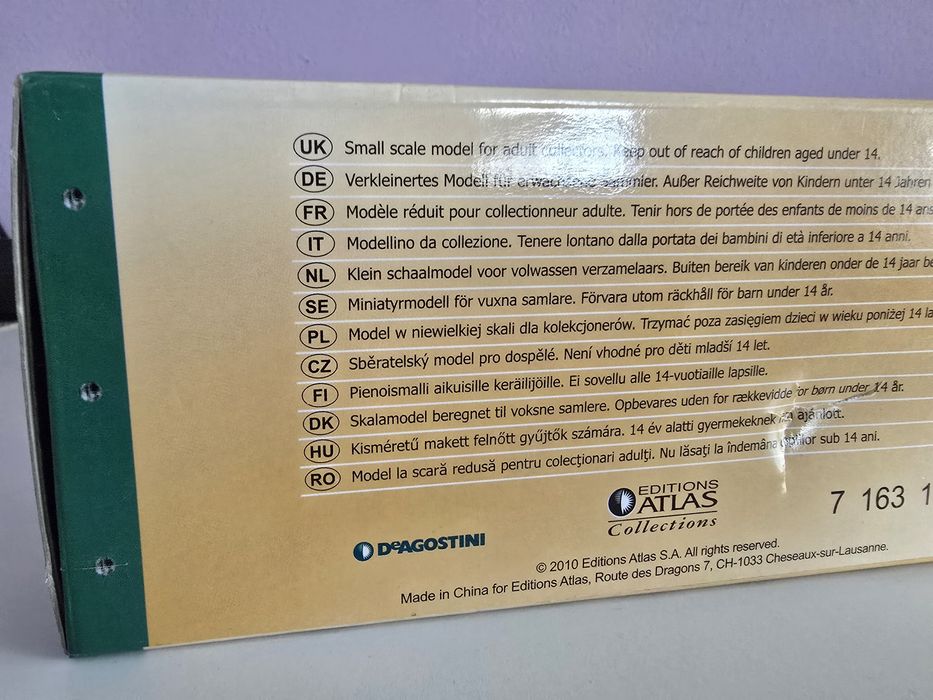 UK Small scale model for adult collectors. Keep out of reach of children aged under 14.
DE Verkleinertes Modell für erwachsene Sammler. Außer Reichweite von Kindern unter 14 Jahren
FR Modèle réduit pour collectionneur adulte. Tenir hors de portée des enfants de moins de 14 ans
IT Modellino da collezione. Tenere lontano dalla portata dei bambini di età inferiore a 14 anni.
NL Klein schaalmodel voor volwassen verzamelaars. Buiten bereik van kinderen onder de 14 jaar
SE Miniatyrmodell för vuxna samlare. Förvara utom räckhåll för barn under 14 år.
PL Model w niewielkiej skali dla kolekcjonerów. Trzymać poza zasięgiem dzieci w wieku poniżej 14
CZ Sběratelský model pro dospělé. Není vhodné pro děti mladší 14 let.
FI Pienoismalli aikuisille keräilijöille. Ei sovellu alle 14-vuotiaille lapsille.
DK Skalamodel beregnet til voksne samlere. Opbevares uden for rækkevidde for børn under 14 år.
HU Kisméretű makett felnőtt gyűjtők számára. 14 év alatti gyermekeknek ajánlott.
RO Model la scară redusă pentru colecționari adulți. Nu lăsați la îndemâna copiilor sub 14 ani.
DeAGOSTINI
EDITIONS
ATLAS
Collections
7 163 1
© 2010 Editions Atlas S.A. All rights reserved.
Made in China for Editions Atlas, Route des Dragons 7, CH-1033 Cheseaux-sur-Lausanne.